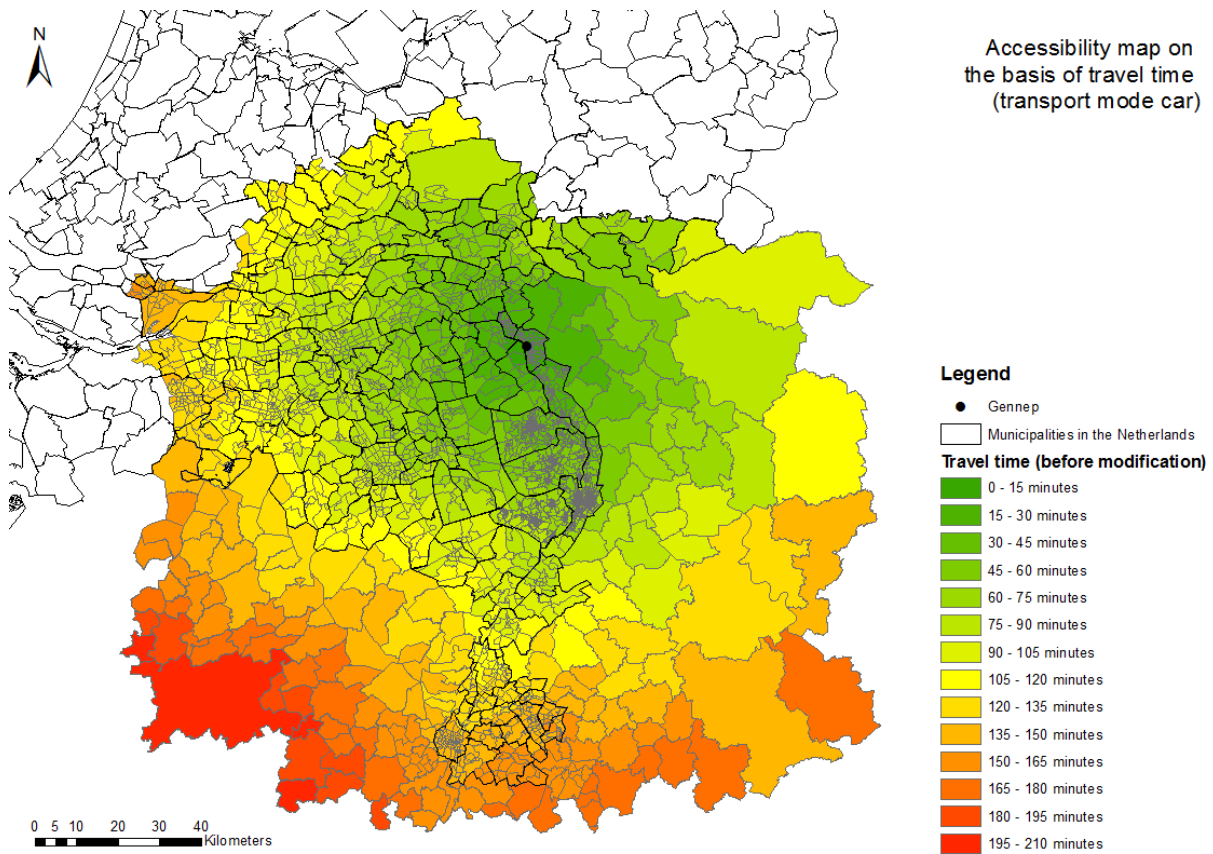 N
Accessibility map on
the basis of travel time
(transport mode car)
Legend
Gennep
Municipalities in the Netherlands
Travel time (before modification)
0 - 15 minutes
15 - 30 minutes
30 - 45 minutes
45 - 60 minutes
60 - 75 minutes
75 - 90 minutes
90 - 105 minutes
105 - 120 minutes
120 - 135 minutes
135 - 150 minutes
150 - 165 minutes
165 - 180 minutes
180 - 195 minutes
195 - 210 minutes
0 5 10 20 30 40
Kilometers